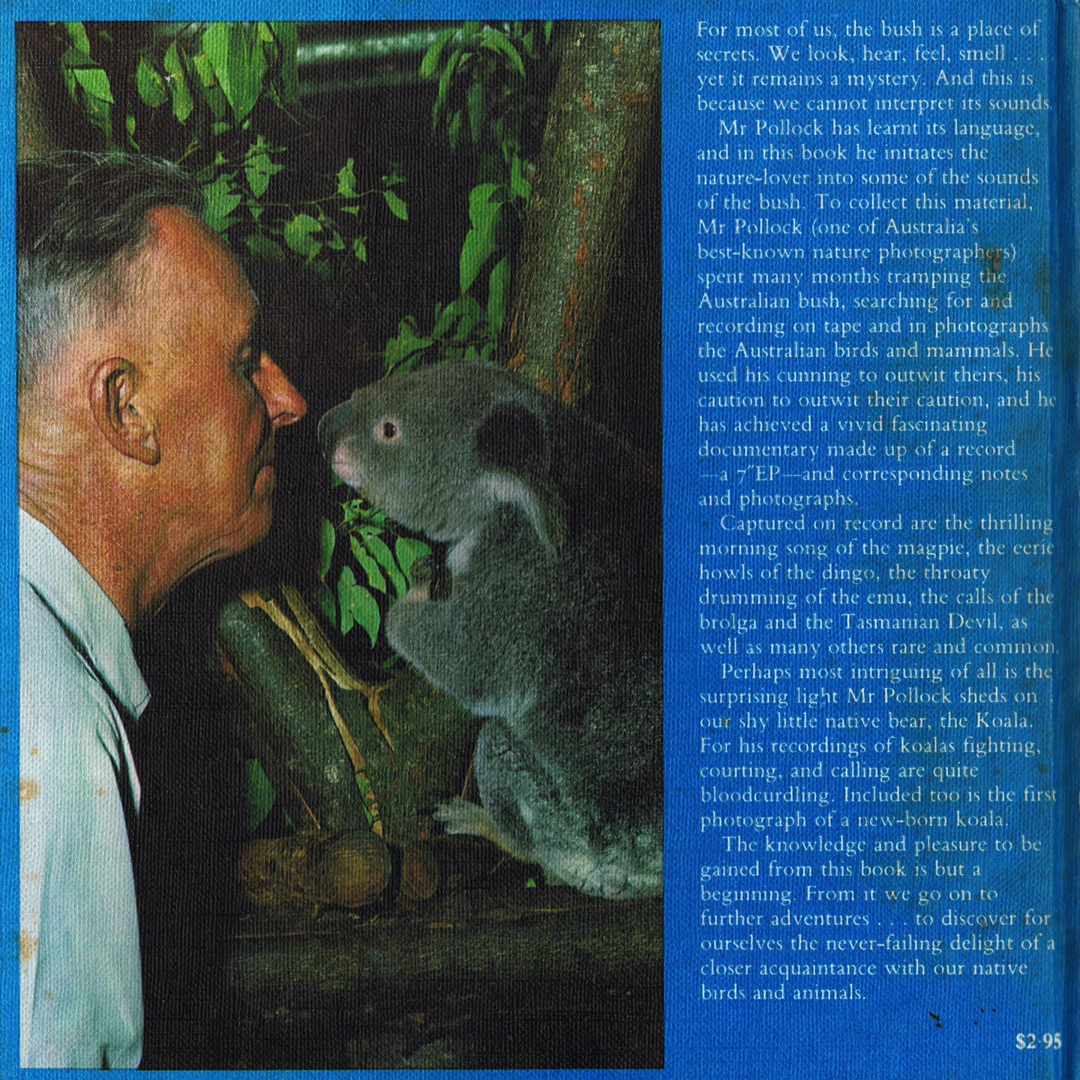 For most of us, the bush is a place of
secrets. We look, hear, feel, smell . . .
yet it remains a mystery. And this is
because we cannot interpret its sounds.
Mr Pollock has learnt its language,
and in this book he initiates the
nature-lover into some of the sounds
of the bush. To collect this material,
Mr Pollock (one of Australia's
best-known nature photographers)
spent many months tramping the
Australian bush, searching for and
recording on tape and in photographs
the Australian birds and mammals. He
used his cunning to outwit theirs, his
caution to outwit their caution, and he
has achieved a vivid fascinating
documentary made up of a record
—a 7″EP—and corresponding notes
and photographs.
Captured on record are the thrilling
morning song of the magpie, the eerie
howls of the dingo, the throaty
drumming of the emu, the calls of the
brolga and the Tasmanian Devil, as
well as many others rare and common.
Perhaps most intriguing of all is the
surprising light Mr Pollock sheds on
our shy little native bear, the Koala.
For his recordings of koalas fighting,
courting, and calling are quite
bloodcurdling. Included too is the first
photograph of a new-born koala.
The knowledge and pleasure to be
gained from this book is but a
beginning. From it we go on to
further adventures . . . to discover for
ourselves the never-failing delight of a
closer acquaintance with our native
birds and animals.
$2·95